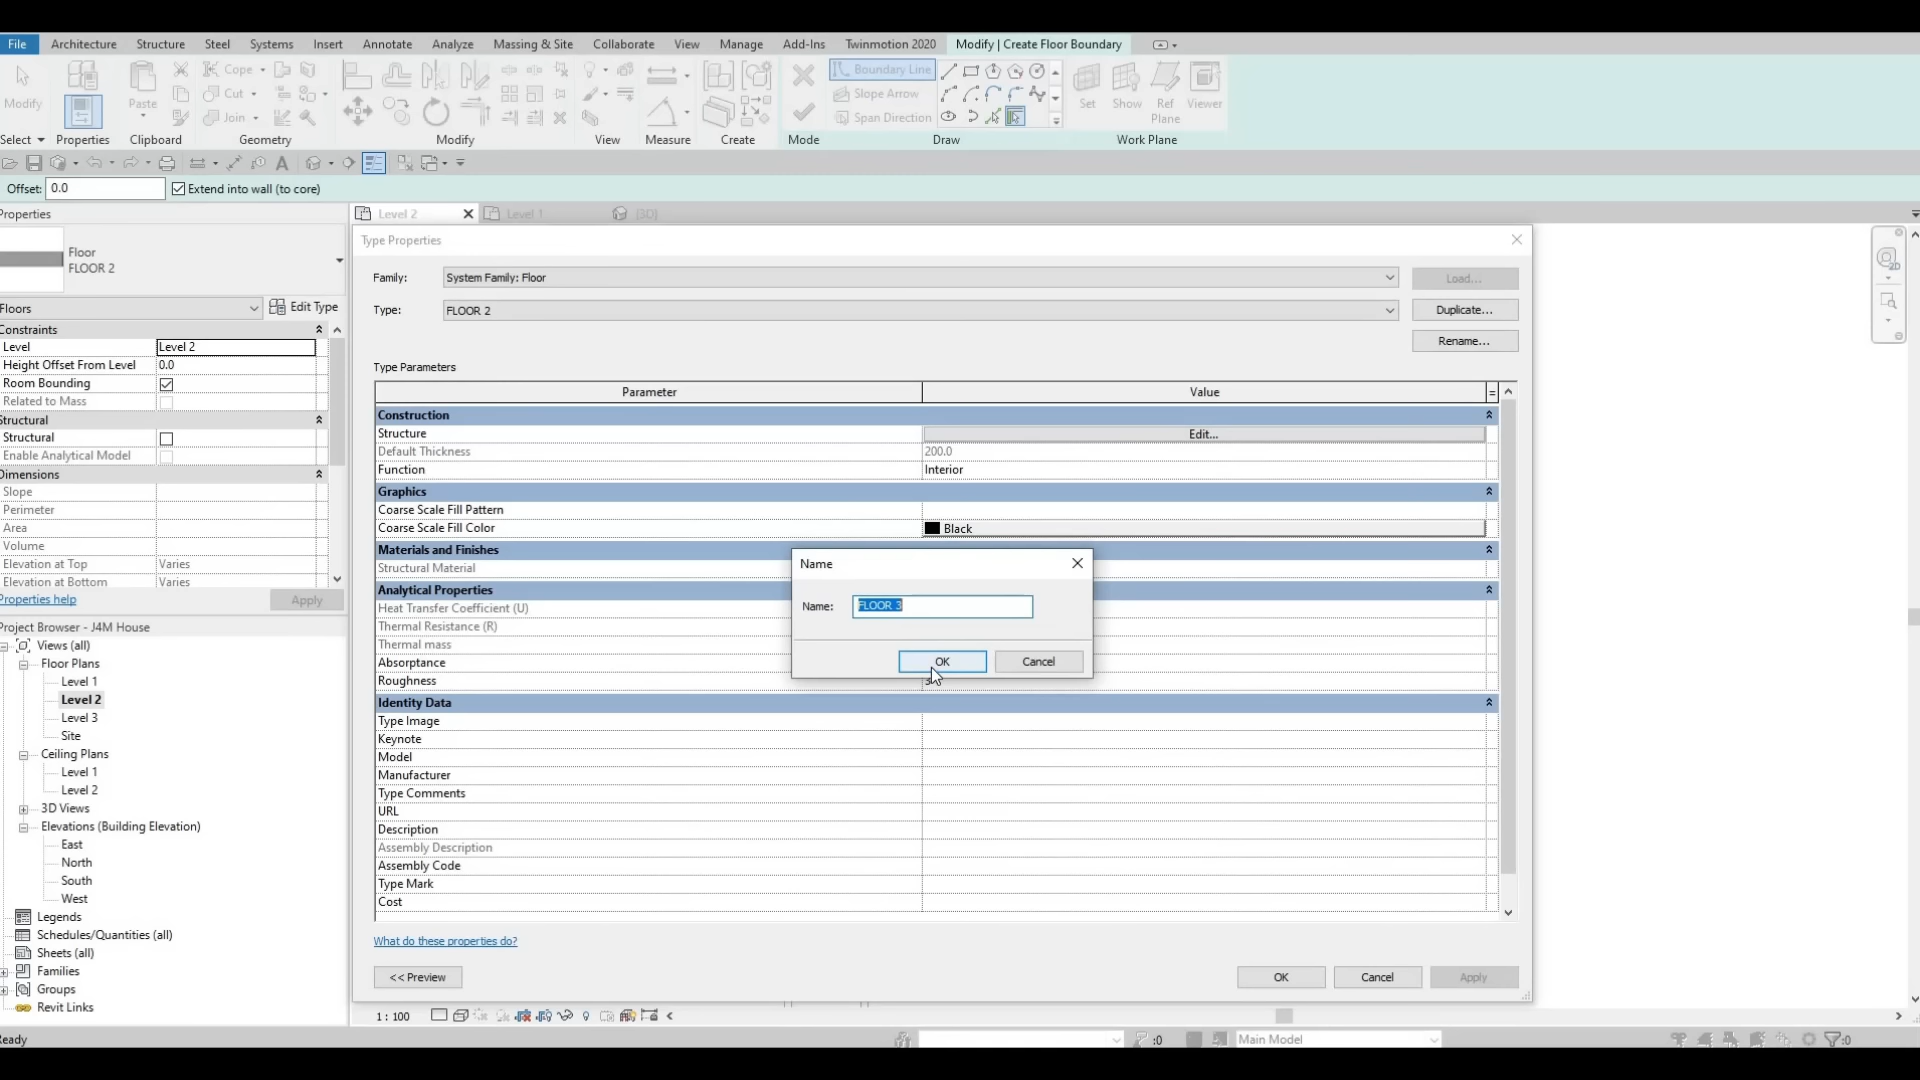 File Architecture Structure Steel Systems Insert Annotate Analyze Massing & Site Collaborate View Manage Add-Ins Twinmotion 2020 Modify | Create Floor Boundary
Modify
Paste
Cope
Cut
Join
Boundary Line
Slope Arrow
Span Direction
Set Show Ref Plane Viewer
Select Properties Clipboard Geometry Modify View Measure Create Mode Draw Work Plane
Offset: 0.0 Extend into wall (to core)
Properties
Floor
FLOOR 2
Floors Edit Type
Constraints
Level Level 2
Height Offset From Level 0.0
Room Bounding
Related to Mass
Structural
Structural
Enable Analytical Model
Dimensions
Slope
Perimeter
Area
Volume
Elevation at Top Varies
Elevation at Bottom Varies
Properties help Apply
Project Browser - J4M House
Views (all)
Floor Plans
Level 1
Level 2
Level 3
Site
Ceiling Plans
Level 1
Level 2
3D Views
Elevations (Building Elevation)
East
North
South
West
Legends
Schedules/Quantities (all)
Sheets (all)
Families
Groups
Revit Links
Level 2 Level 1 {3D}
Type Properties
Family: System Family: Floor Load...
Type: FLOOR 2 Duplicate...
Rename...
Type Parameters
Parameter Value =
Construction
Structure Edit...
Default Thickness 200.0
Function Interior
Graphics
Coarse Scale Fill Pattern
Coarse Scale Fill Color Black
Materials and Finishes
Structural Material
Analytical Properties
Heat Transfer Coefficient (U)
Thermal Resistance (R)
Thermal mass
Absorptance
Roughness
Identity Data
Type Image
Keynote
Model
Manufacturer
Type Comments
URL
Description
Assembly Description
Assembly Code
Type Mark
Cost
What do these properties do?
<< Preview OK Cancel Apply
Name
Name: FLOOR 3
OK Cancel
2D
1 : 100
Ready :0 Main Model :0